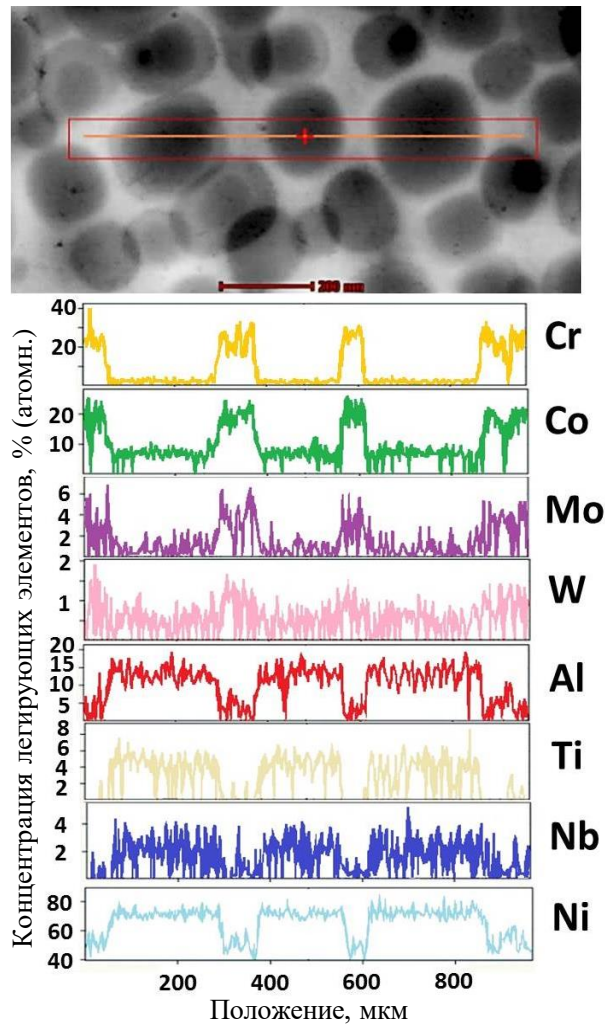 200 nm
Концентрация легирующих элементов, % (атомн.)
40
20
Cr
20
10
Co
6
4
2
2
Mo
2
1
W
20
15
10
5
Al
8
6
4
2
Ti
4
2
Nb
80
60
40
Ni
200 400 600 800
Положение, мкм